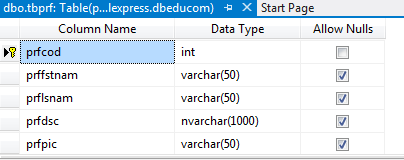 dbo.tbprf: Table(p...lexpress.dbeducom) Start Page
Column Name Data Type Allow Nulls
prfcod int
prffstnam varchar(50)
prflsnam varchar(50)
prfdsc nvarchar(1000)
prfpic varchar(50)